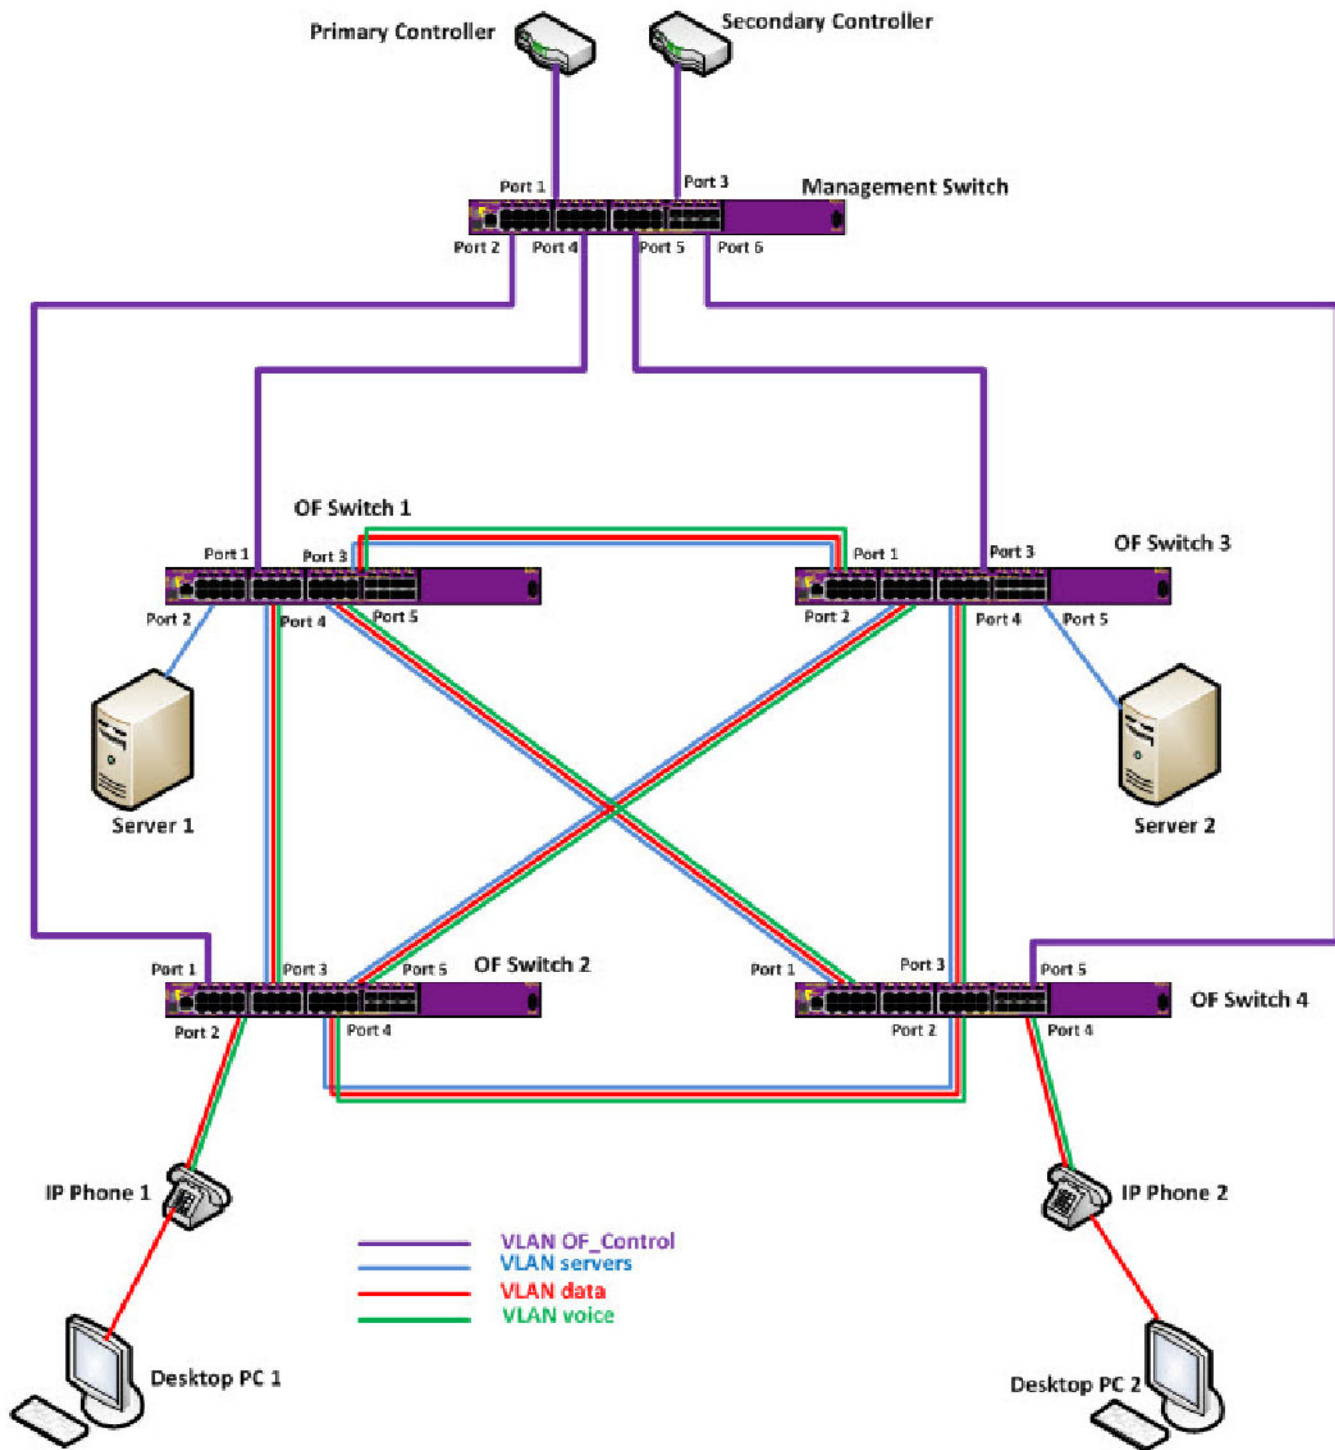 Primary Controller
Secondary Controller
Port 1
Port 3
Management Switch
Port 2
Port 4
Port 5
Port 6
OF Switch 1
OF Switch 3
Port 1
Port 3
Port 1
Port 3
Port 2
Port 4
Port 5
Port 2
Port 4
Port 5
Server 1
Server 2
OF Switch 2
OF Switch 4
Port 1
Port 3
Port 5
Port 1
Port 3
Port 5
Port 2
Port 4
Port 2
Port 4
IP Phone 1
IP Phone 2
VLAN OF_Control
VLAN servers
VLAN data
VLAN voice
Desktop PC 1
Desktop PC 2